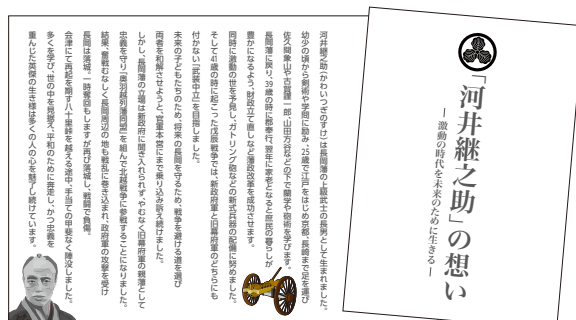 「河井継之助」の想い
― 激動の時代を未来のために生きる ―
河井継之助(かわいつぎのすけ)は長岡藩の上級武士の長男として生まれました。
幼少の頃から剣術や学問に励み、25歳で江戸をはじめ京都、長崎まで足を運び
佐久間象山や古賀謹一郎、山田方谷などの下で蘭学や砲術を学びます。
長岡藩に戻り、39歳の時に郡奉行、翌年に家老となると庶民の暮らしが
豊かになるよう、財政立て直しなど藩政改革を成功させます。
同時に激動の世を予見し、ガトリング砲などの新式兵器の配備に努めました。
そして41歳の時に起こった戊辰戦争では、新政府軍と旧幕府軍のどちらにも
付かない「武装中立」を目指しました。
未来の子どもたちのため、将来の長岡を守るため、戦争を避ける道を選び
両者を和解させようと、官軍本営にまで乗り込み訴え続けました。
しかし、長岡藩の立場は新政府に聞き入れられず、やむなく旧幕府軍の親藩として
忠義を守り「奥羽越列藩同盟」を組んで北越戦争に参戦することになりました。
結果、奮戦むなしく長岡周辺の地も戦乱に巻き込まれ、政府軍の攻撃を受け
長岡は落城。一時奪回もしますが再び落城し、戦闘で負傷。
会津にて再起を期す八十里峠を越える途中、手当ての甲斐なく陣没しました。
多くを学び、世の中を見据え、平和のために奔走し、かつ忠義を
重んじた英傑の生き様は多くの人の心を魅了し続けています。